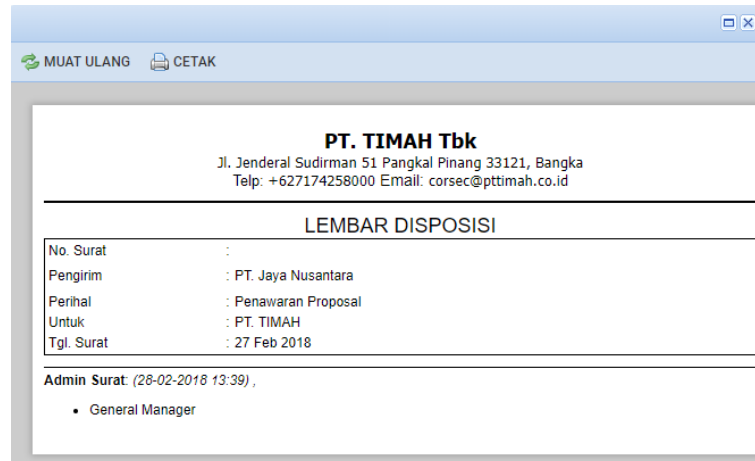 MUAT ULANG CETAK
PT. TIMAH Tbk
Jl. Jenderal Sudirman 51 Pangkal Pinang 33121, Bangka
Telp: +627174258000 Email: corsec@pttimah.co.id
LEMBAR DISPOSISI
No. Surat :
Pengirim : PT. Jaya Nusantara
Perihal : Penawaran Proposal
Untuk : PT. TIMAH
Tgl. Surat : 27 Feb 2018
Admin Surat: (28-02-2018 13:39) ,
• General Manager